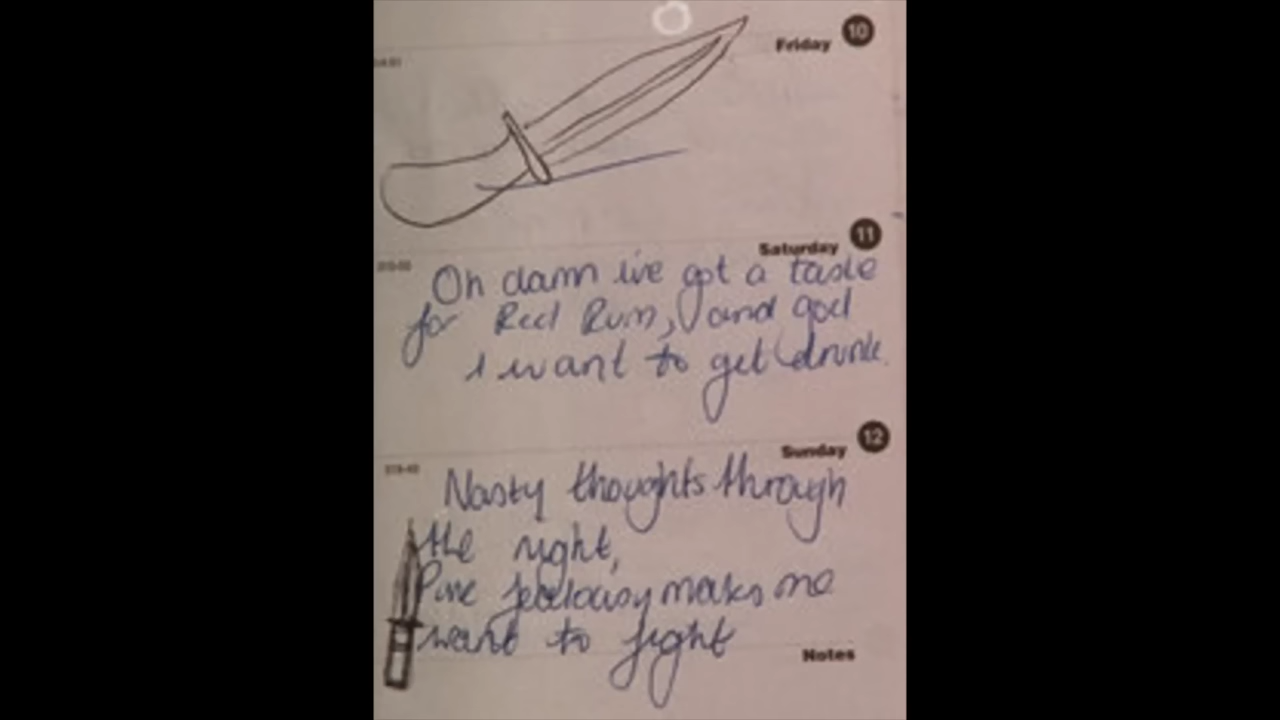 10
Friday
11
Saturday
Oh damn ive got a taste
for Red Rum, and god
I want to get drunk.
12
Sunday
Nasty thoughts through
the night,
Pure jealousy makes me
want to fight
Notes